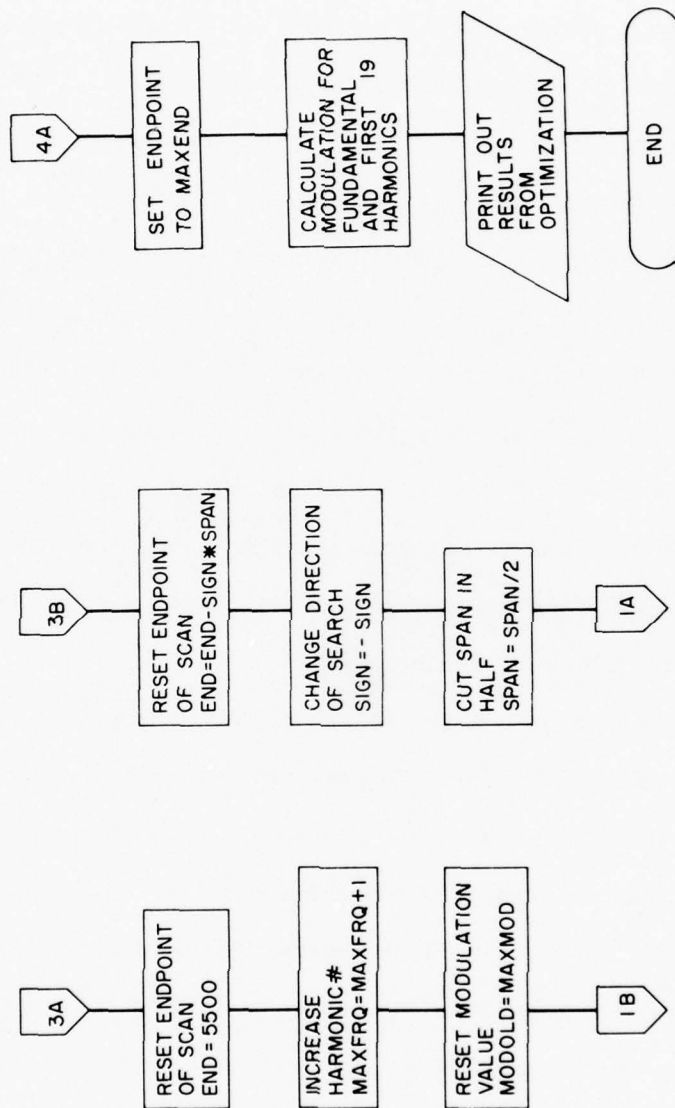 3A
RESET ENDPOINT
OF SCAN
END = 5500
INCREASE
HARMONIC #
MAXFRQ=MAXFRQ+1
RESET MODULATION
VALUE
MODOLD=MAXMOD
1B
3B
RESET ENDPOINT
OF SCAN
END=END-SIGN*SPAN
CHANGE DIRECTION
OF SEARCH
SIGN = - SIGN
CUT SPAN IN
HALF
SPAN = SPAN/2
1A
4A
SET ENDPOINT
TO MAXEND
CALCULATE
MODULATION FOR
FUNDAMENTAL
AND FIRST 19
HARMONICS
PRINT OUT
RESULTS
FROM
OPTIMIZATION
END